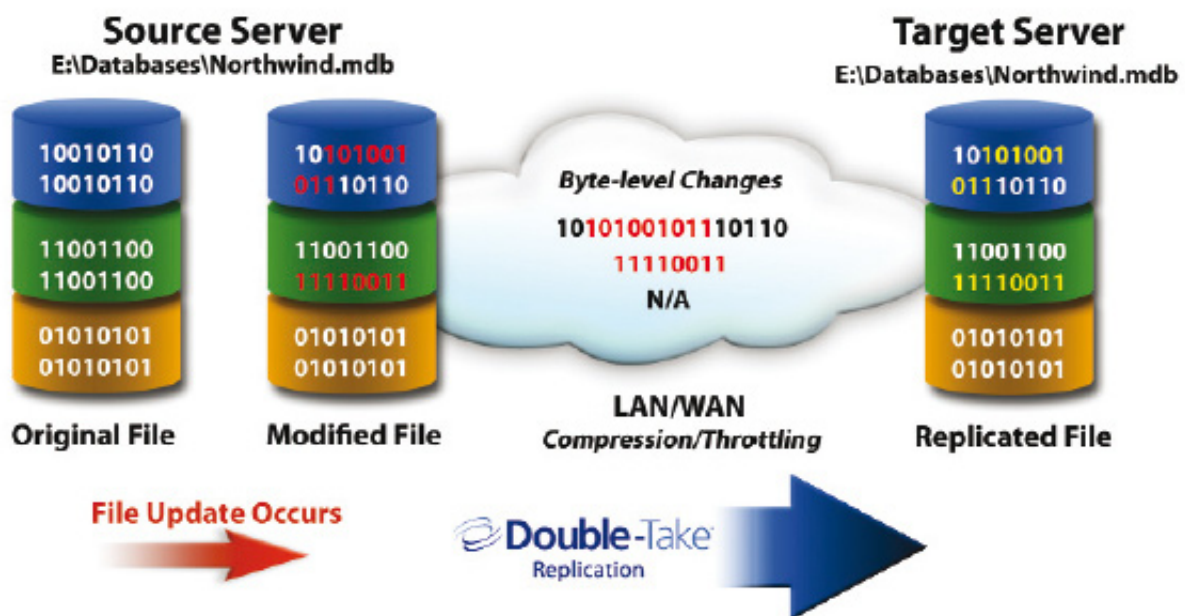 Source Server
E:\Databases\Northwind.mdb
Target Server
E:\Databases\Northwind.mdb
10010110
10010110
11001100
11001100
01010101
01010101
Original File
10101001
01110110
11001100
11110011
01010101
01010101
Modified File
Byte-level Changes
1010100101110110
11110011
N/A
LAN/WAN
Compression/Throttling
10101001
01110110
11001100
11110011
01010101
01010101
Replicated File
File Update Occurs
Double-Take
Replication